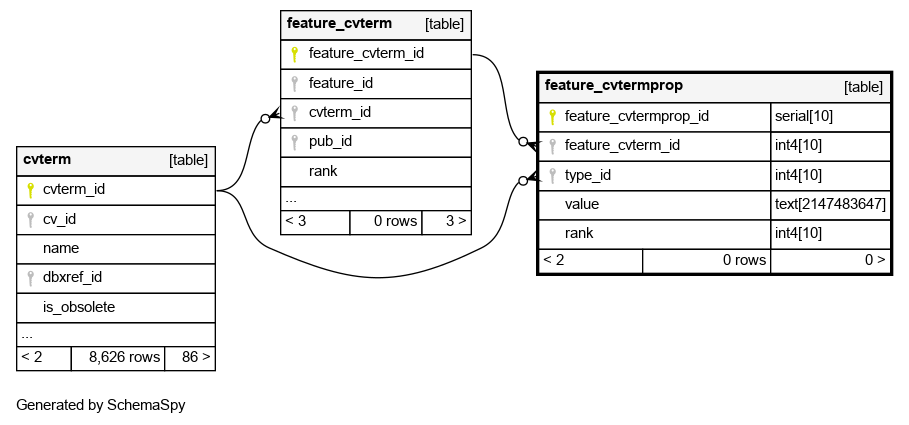 feature_cvterm [table]
feature_cvterm_id
feature_id
cvterm_id
pub_id
rank
...
< 3 0 rows 3 >
feature_cvtermprop [table]
feature_cvtermprop_id serial[10]
feature_cvterm_id int4[10]
type_id int4[10]
value text[2147483647]
rank int4[10]
< 2 0 rows 0 >
cvterm [table]
cvterm_id
cv_id
name
dbxref_id
is_obsolete
...
< 2 8,626 rows 86 >
Generated by SchemaSpy